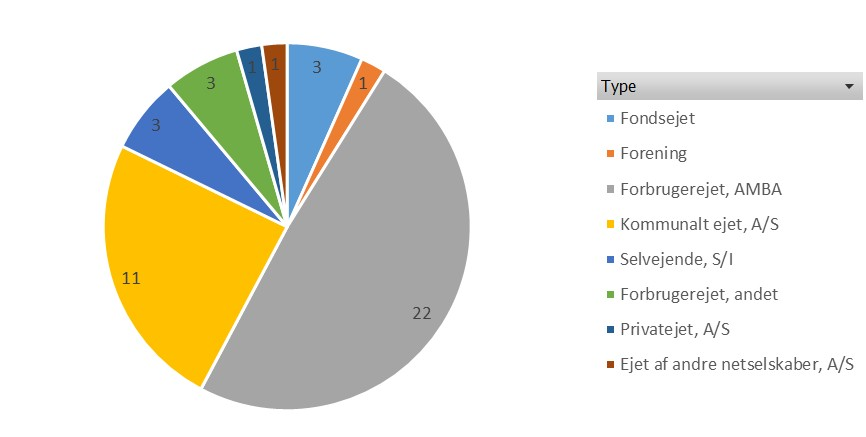 3
1
22
11
3
3
1
1
Type
Fondsejet
Forening
Forbrugerejet, AMBA
Kommunalt ejet, A/S
Selvejende, S/I
Forbrugerejet, andet
Privatejet, A/S
Ejet af andre netselskaber, A/S